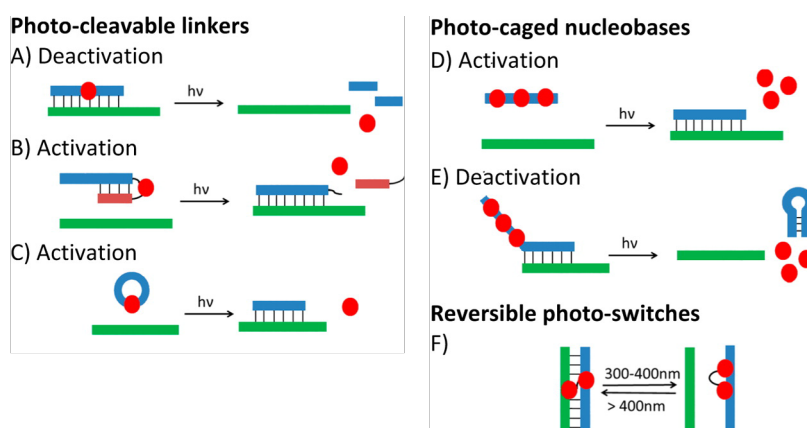 Photo-cleavable linkers
A) Deactivation
hν
B) Activation
hν
C) Activation
hν
Photo-caged nucleobases
D) Activation
hν
E) Deactivation
hν
Reversible photo-switches
F)
300-400nm
> 400nm